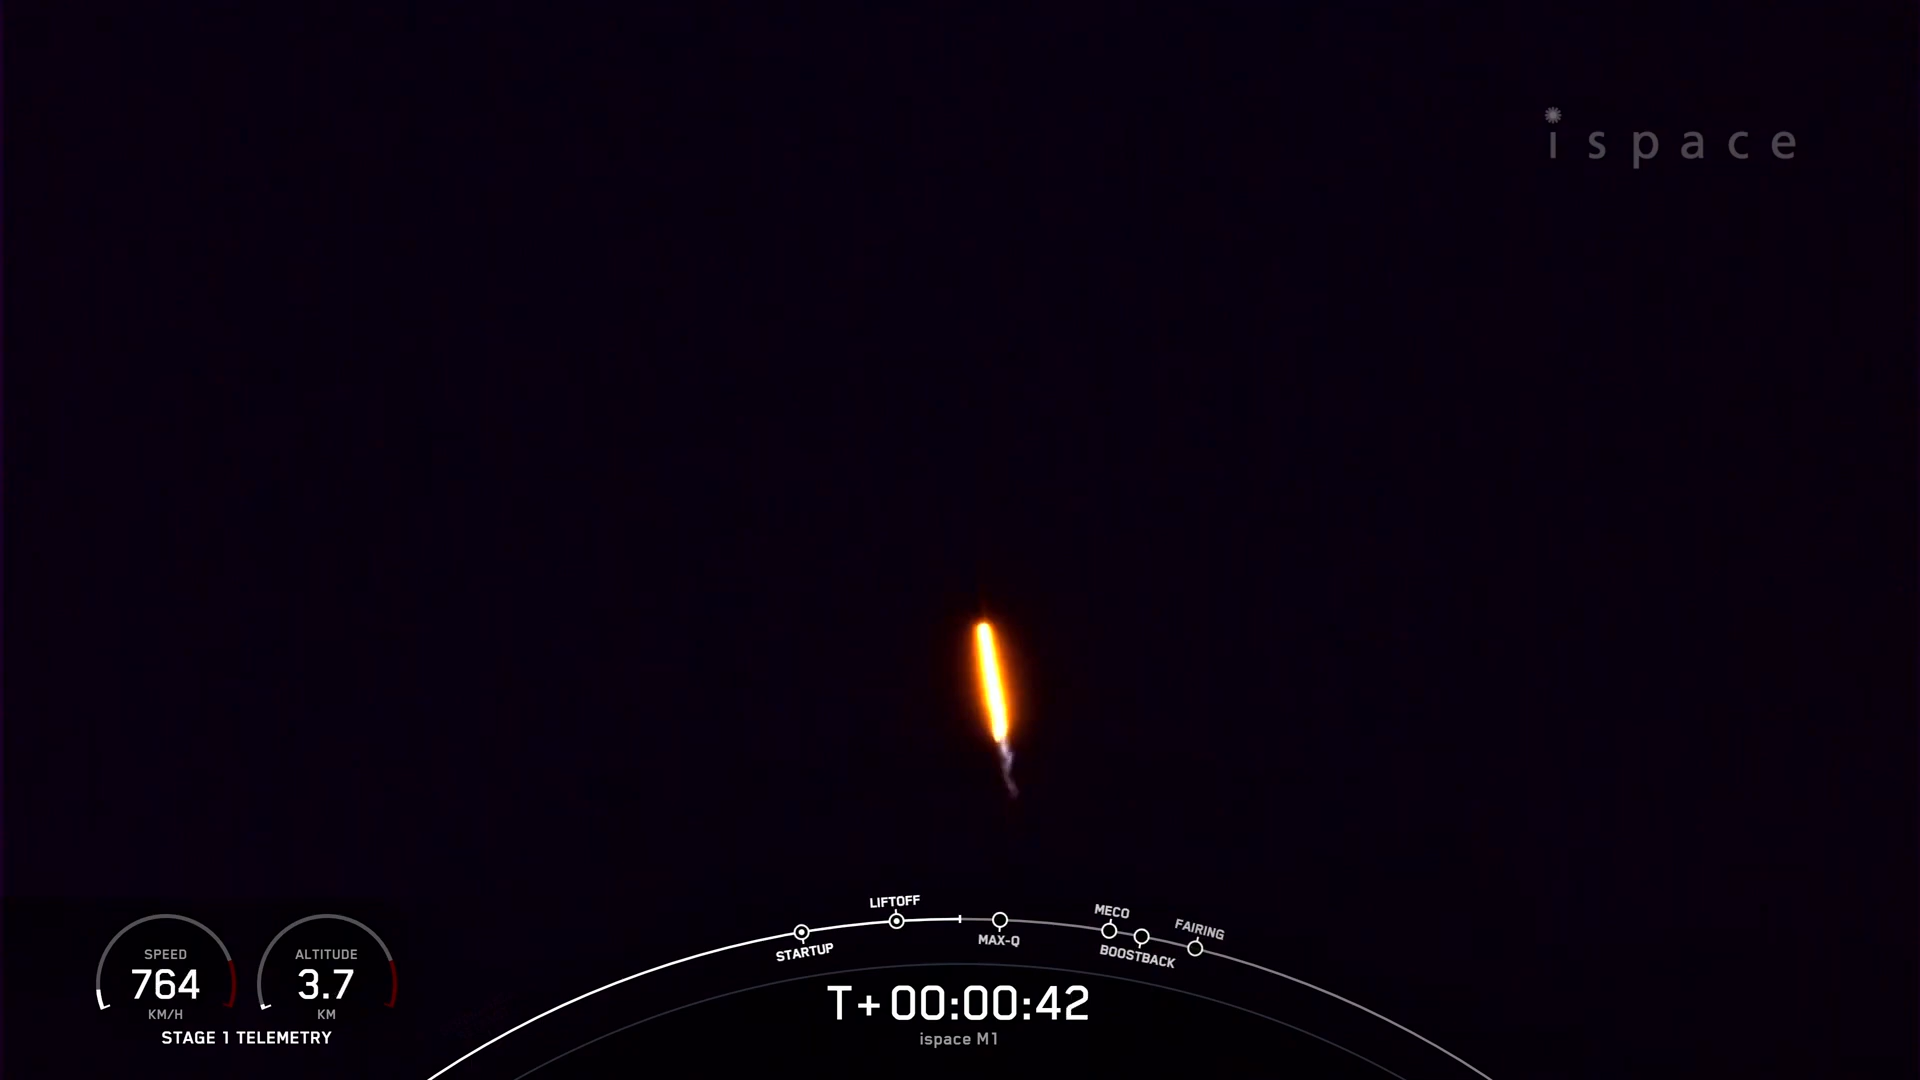 ispace
LIFTOFF
STARTUP
MAX-Q
MECO
BOOSTBACK
FAIRING
SPEED
764
KM/H
ALTITUDE
3.7
KM
STAGE 1 TELEMETRY
T+00:00:42
ispace M1